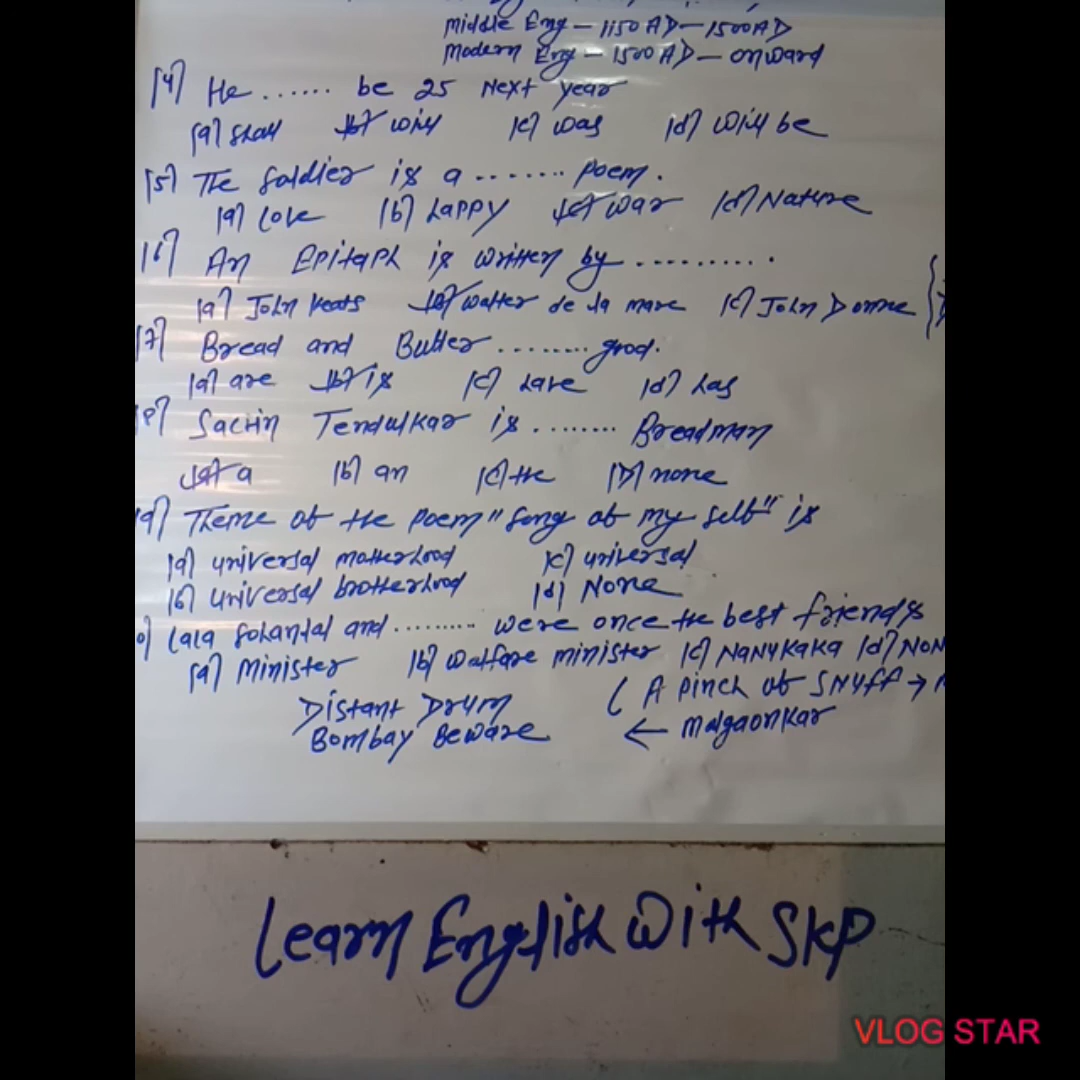 Middle Eng - 1150 AD - 1500AD
Modern Eng - 1500 AD - onward
[4] He ...... be 25 Next year
[a] shall [b] will [c] was [d] will be
[5] The Soldier is a ....... poem.
[a] Love [b] happy [c] war [d] Nature
[6] An Epitaph is written by ..........
[a] John Keats [b] Walter de la mare [c] John Donne
[7] Bread and Butter ........ good.
[a] are [b] is [c] have [d] has
[8] Sachin Tendulkar is ........ Breadman
[a] a [b] an [c] the [D] none
9] Theme of the poem "Song of my self" is
[a] universal motherhood [c] universal
[b] universal brotherhood [d] None
0] Lala Sohanlal and ........ were once the best friends
[a] Minister [b] walfare minister [c] Nanukaka [d] Non
Distant Drum ( A pinch of Snuff →
Bombay Beware ← malgaonkar
Learn English With SKP
VLOG STAR